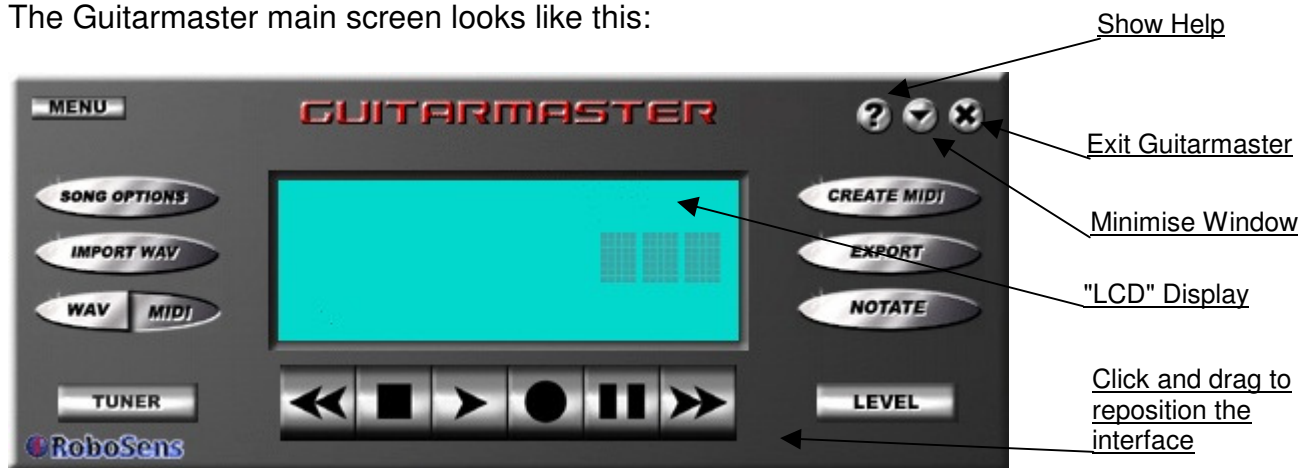 The Guitarmaster main screen looks like this:
Show Help
MENU
GUITARMASTER
?
Exit Guitarmaster
SONG OPTIONS
CREATE MIDI
Minimise Window
IMPORT WAV
EXPORT
"LCD" Display
WAV MIDI
NOTATE
Click and drag to
reposition the
interface
TUNER
LEVEL
RoboSens